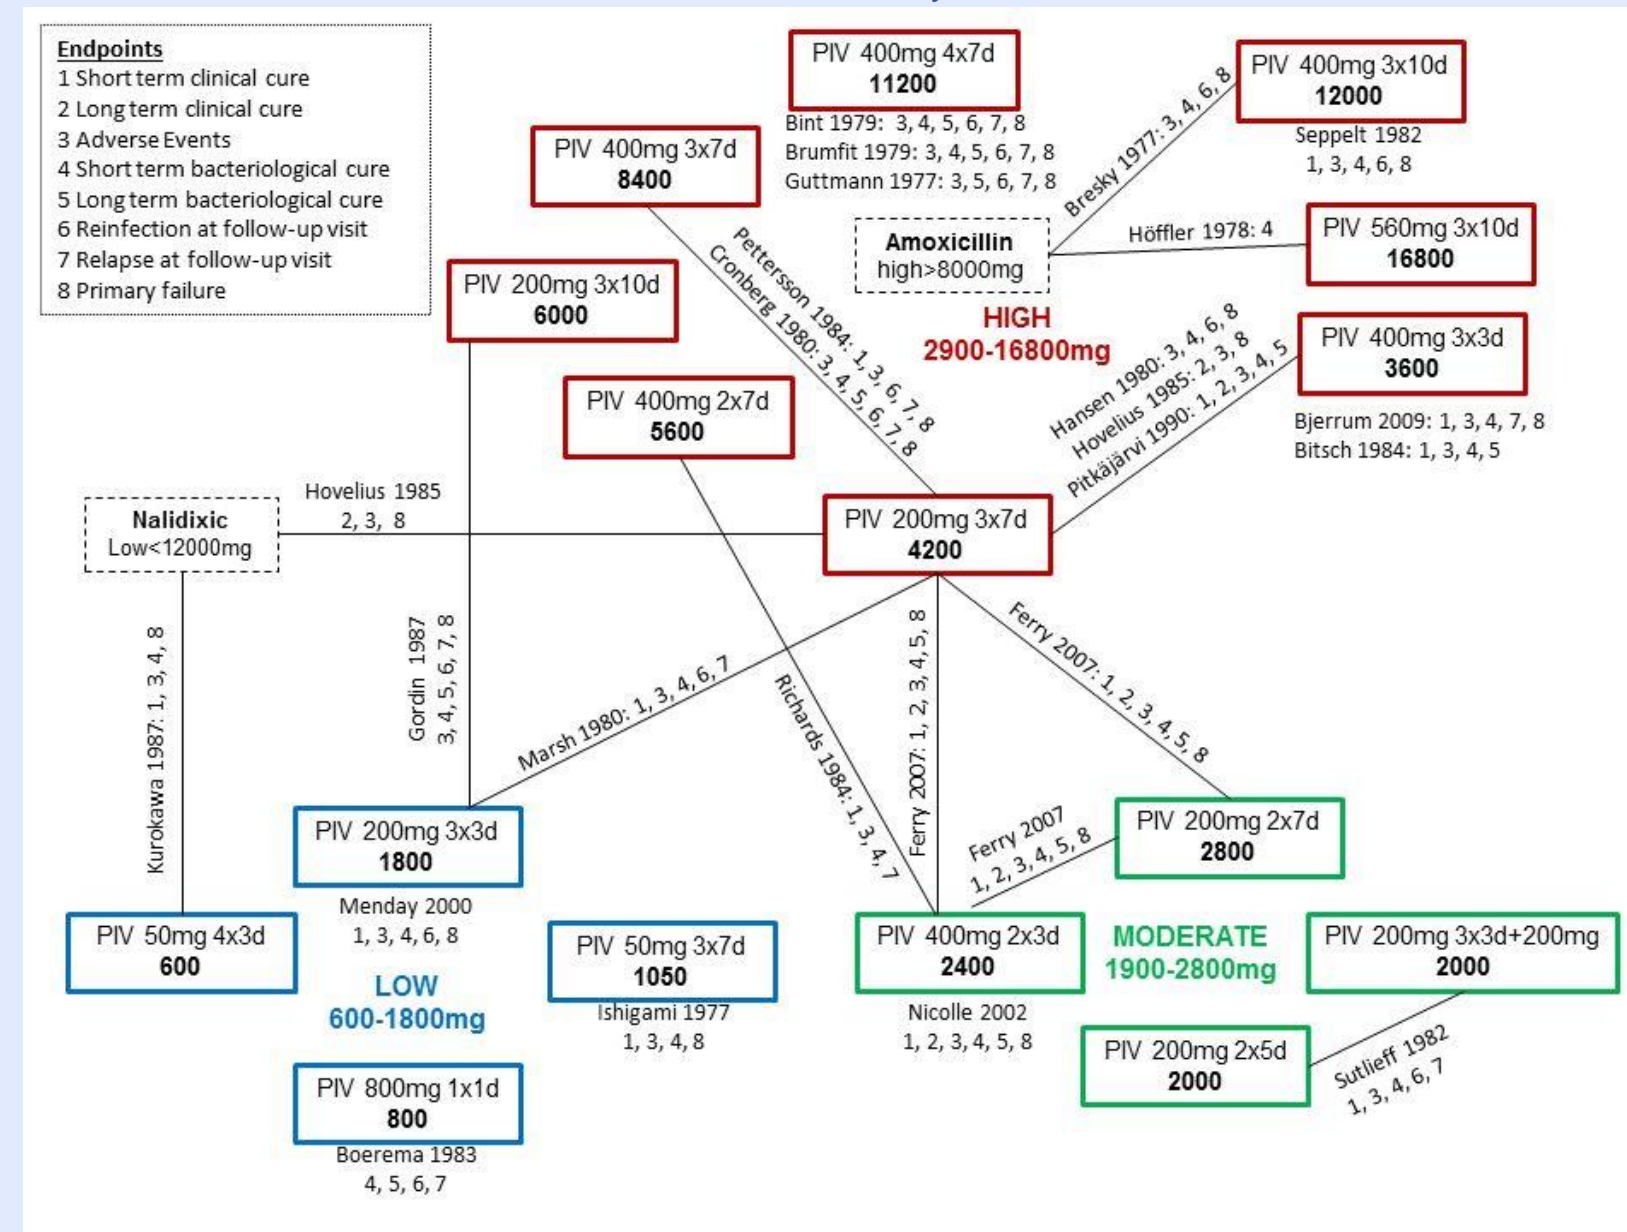 Endpoints
1 Short term clinical cure
2 Long term clinical cure
3 Adverse Events
4 Short term bacteriological cure
5 Long term bacteriological cure
6 Reinfection at follow-up visit
7 Relapse at follow-up visit
8 Primary failure
PIV 400mg 4x7d
11200
Bint 1979: 3, 4, 5, 6, 7, 8
Brumfit 1979: 3, 4, 5, 6, 7, 8
Guttmann 1977: 3, 5, 6, 7, 8
PIV 400mg 3x10d
12000
Seppelt 1982
1, 3, 4, 6, 8
Bresky 1977: 3, 4, 6, 8
PIV 400mg 3x7d
8400
Amoxicillin
high>8000mg
Höffler 1978: 4
PIV 560mg 3x10d
16800
PIV 200mg 3x10d
6000
Pettersson 1984: 1, 3, 6, 7, 8
Cronberg 1980: 3, 4, 5, 6, 7, 8
HIGH
2900-16800mg
Hansen 1980: 3, 4, 6, 8
Hovelius 1985: 2, 3, 8
Pitkäjärvi 1990: 1, 2, 3, 4, 5
PIV 400mg 3x3d
3600
Bjerrum 2009: 1, 3, 4, 7, 8
Bitsch 1984: 1, 3, 4, 5
PIV 400mg 2x7d
5600
Nalidixic
Low<12000mg
Hovelius 1985
2, 3, 8
PIV 200mg 3x7d
4200
Kurokawa 1987: 1, 3, 4, 8
Gordin 1987
3, 4, 5, 6, 7, 8
Marsh 1980: 1, 3, 4, 6, 7
Richards 1984: 1, 3, 4, 7
Ferry 2007: 1, 2, 3, 4, 5, 8
Ferry 2007: 1, 2, 3, 4, 5, 8
Ferry 2007
1, 2, 3, 4, 5, 8
PIV 200mg 3x3d
1800
Menday 2000
1, 3, 4, 6, 8
PIV 200mg 2x7d
2800
PIV 50mg 4x3d
600
LOW
600-1800mg
PIV 50mg 3x7d
1050
Ishigami 1977
1, 3, 4, 8
PIV 400mg 2x3d
2400
Nicolle 2002
1, 2, 3, 4, 5, 8
MODERATE
1900-2800mg
PIV 200mg 3x3d+200mg
2000
PIV 200mg 2x5d
2000
Sutlieff 1982
1, 3, 4, 6, 7
PIV 800mg 1x1d
800
Boerema 1983
4, 5, 6, 7